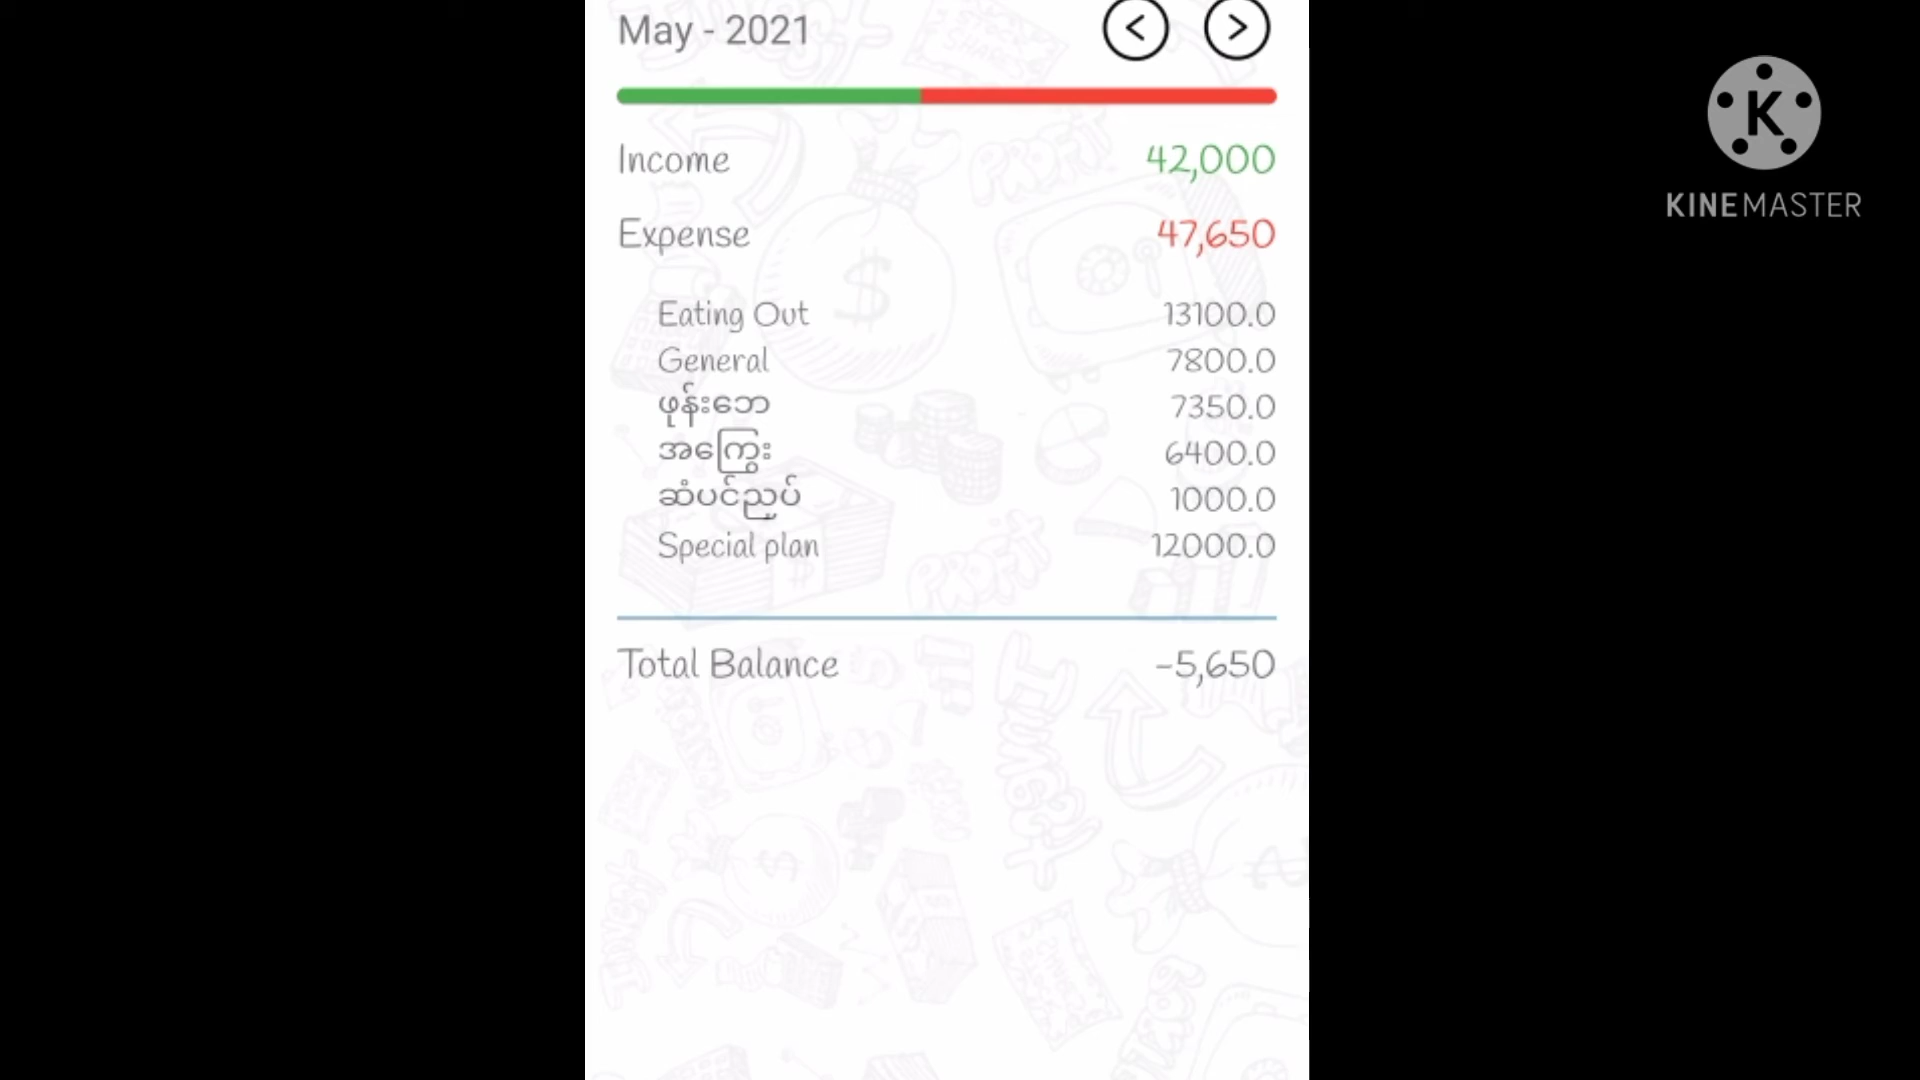 May - 2021
< >
K
KINEMASTER
Income 42,000
Expense 47,650
Eating Out 13100.0
General 7800.0
ဖုန်းဘေ 7350.0
အကြွေး 6400.0
ဆံပင်ညှပ် 1000.0
Special plan 12000.0
Total Balance -5,650